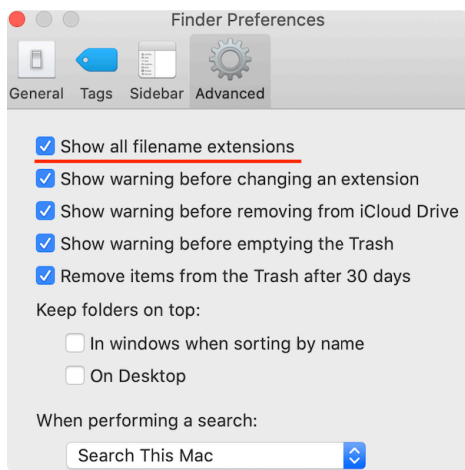 Finder Preferences
General Tags Sidebar Advanced
Show all filename extensions
Show warning before changing an extension
Show warning before removing from iCloud Drive
Show warning before emptying the Trash
Remove items from the Trash after 30 days
Keep folders on top:
In windows when sorting by name
On Desktop
When performing a search:
Search This Mac